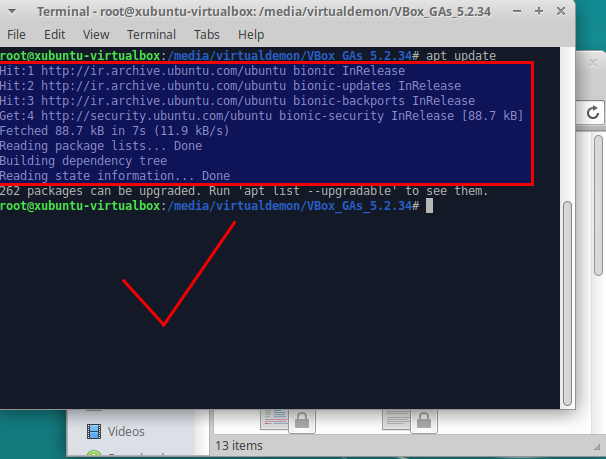 Terminal - root@xubuntu-virtualbox: /media/virtualdemon/VBox_GAs_5.2.34
File Edit View Terminal Tabs Help
root@xubuntu-virtualbox:/media/virtualdemon/VBox_GAs_5.2.34# apt update
Hit:1 http://ir.archive.ubuntu.com/ubuntu bionic InRelease
Hit:2 http://ir.archive.ubuntu.com/ubuntu bionic-updates InRelease
Hit:3 http://ir.archive.ubuntu.com/ubuntu bionic-backports InRelease
Get:4 http://security.ubuntu.com/ubuntu bionic-security InRelease [88.7 kB]
Fetched 88.7 kB in 7s (11.9 kB/s)
Reading package lists... Done
Building dependency tree
Reading state information... Done
262 packages can be upgraded. Run 'apt list --upgradable' to see them.
root@xubuntu-virtualbox:/media/virtualdemon/VBox_GAs_5.2.34#
Videos
13 items